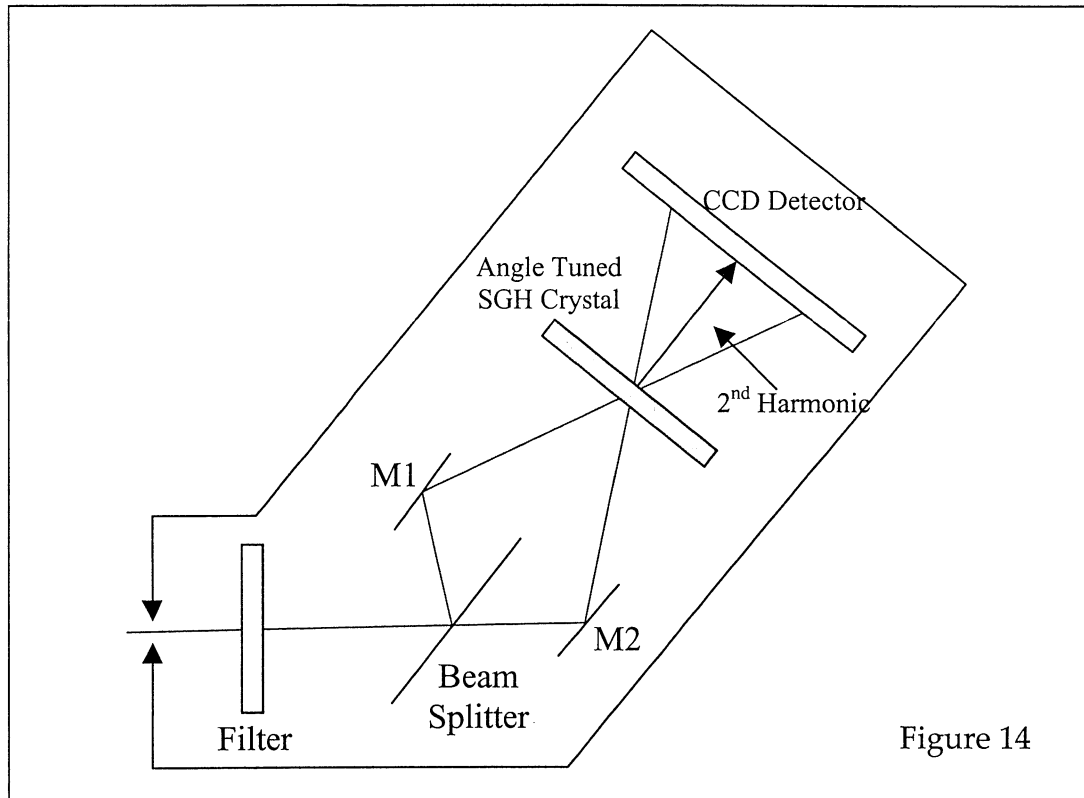 CCD Detector
Angle Tuned
SGH Crystal
2nd Harmonic
M1
M2
Beam
Splitter
Filter
Figure 14